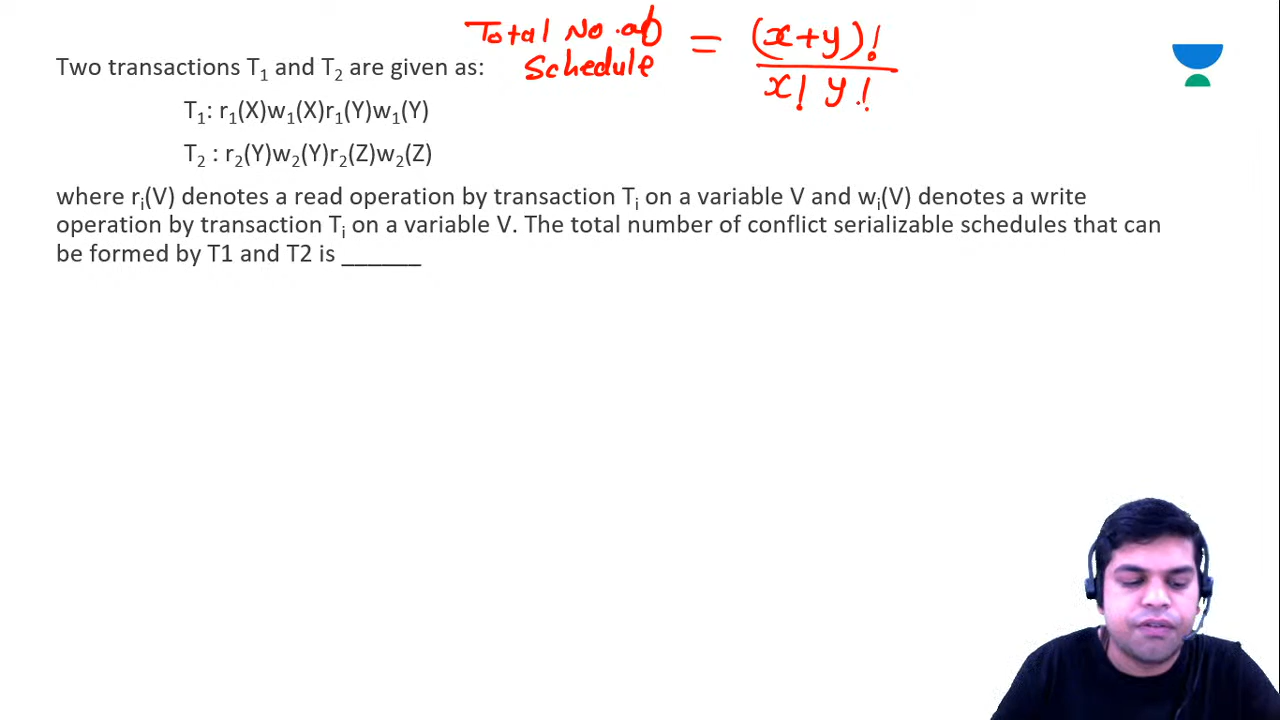 Total No. of = (x+y)!
Schedule x! y!
Two transactions T₁ and T₂ are given as:
T₁: r₁(X)w₁(X)r₁(Y)w₁(Y)
T₂ : r₂(Y)w₂(Y)r₂(Z)w₂(Z)
where rᵢ(V) denotes a read operation by transaction Tᵢ on a variable V and wᵢ(V) denotes a write
operation by transaction Tᵢ on a variable V. The total number of conflict serializable schedules that can
be formed by T1 and T2 is ______